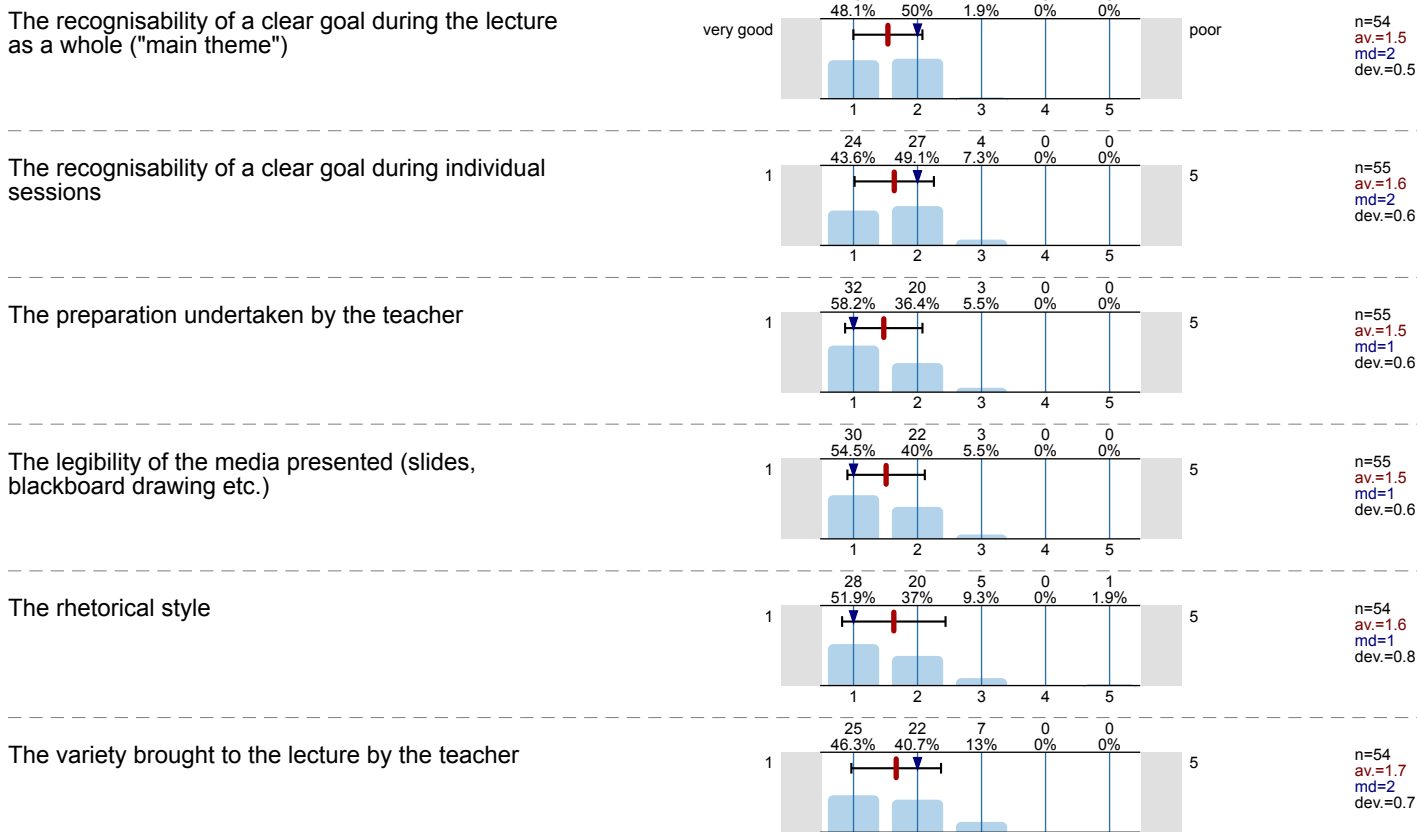 The recognisability of a clear goal during the lecture
as a whole ("main theme")
48.1% 50% 1.9% 0% 0%
very good poor
n=54
av.=1.5
md=2
dev.=0.5
1 2 3 4 5
The recognisability of a clear goal during individual
sessions
24 27 4 0 0
43.6% 49.1% 7.3% 0% 0%
1 5
n=55
av.=1.6
md=2
dev.=0.6
1 2 3 4 5
The preparation undertaken by the teacher
32 20 3 0 0
58.2% 36.4% 5.5% 0% 0%
1 5
n=55
av.=1.5
md=1
dev.=0.6
1 2 3 4 5
The legibility of the media presented (slides,
blackboard drawing etc.)
30 22 3 0 0
54.5% 40% 5.5% 0% 0%
1 5
n=55
av.=1.5
md=1
dev.=0.6
1 2 3 4 5
The rhetorical style
28 20 5 0 1
51.9% 37% 9.3% 0% 1.9%
1 5
n=54
av.=1.6
md=1
dev.=0.8
1 2 3 4 5
The variety brought to the lecture by the teacher
25 22 7 0 0
46.3% 40.7% 13% 0% 0%
1 5
n=54
av.=1.7
md=2
dev.=0.7